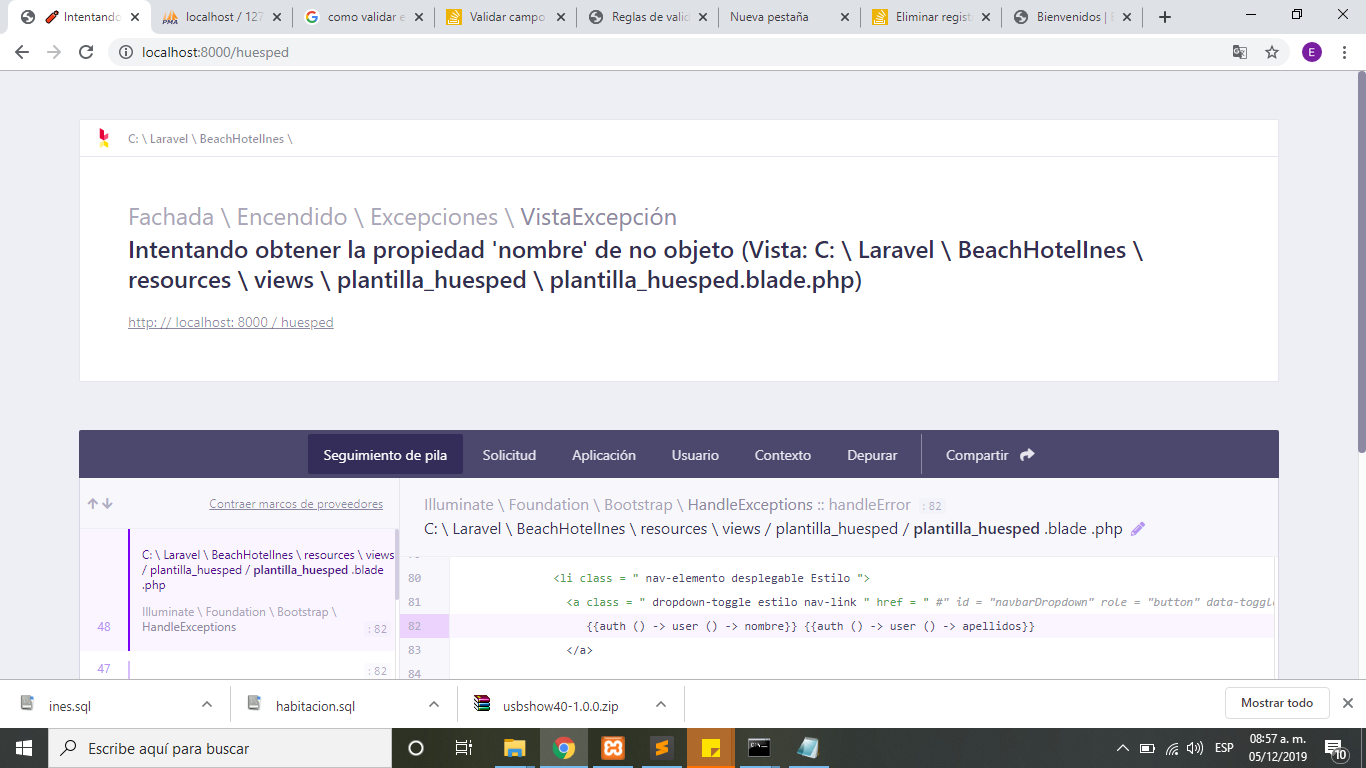 Intentando
localhost / 127
como validar e
Validar campo
Reglas de valid
Nueva pestaña
Eliminar regist
Bienvenidos | E
localhost:8000/huesped
E
C: \ Laravel \ BeachHotelInes \
Fachada \ Encendido \ Excepciones \ VistaExcepción
Intentando obtener la propiedad 'nombre' de no objeto (Vista: C: \ Laravel \ BeachHotelInes \
resources \ views \ plantilla_huesped \ plantilla_huesped.blade.php)
http: // localhost: 8000 / huesped
Seguimiento de pila
Solicitud
Aplicación
Usuario
Contexto
Depurar
Compartir
Contraer marcos de proveedores
C: \ Laravel \ BeachHotelInes \ resources \ views
/ plantilla_huesped / plantilla_huesped .blade
.php
Illuminate \ Foundation \ Bootstrap \
HandleExceptions
48
:82
47
:82
Illuminate \ Foundation \ Bootstrap \ HandleExceptions :: handleError :82
C: \ Laravel \ BeachHotelInes \ resources \ views / plantilla_huesped / plantilla_huesped .blade .php
80 <li class = " nav-elemento desplegable Estilo ">
81 <a class = " dropdown-toggle estilo nav-link " href = " #" id = "navbarDropdown" role = "button" data-toggl
82 {{auth () -> user () -> nombre}} {{auth () -> user () -> apellidos}}
83 </a>
84
ines.sql
habitacion.sql
usbshow40-1.0.0.zip
Mostrar todo
Escribe aquí para buscar
ESP
08:57 a. m.
05/12/2019
10